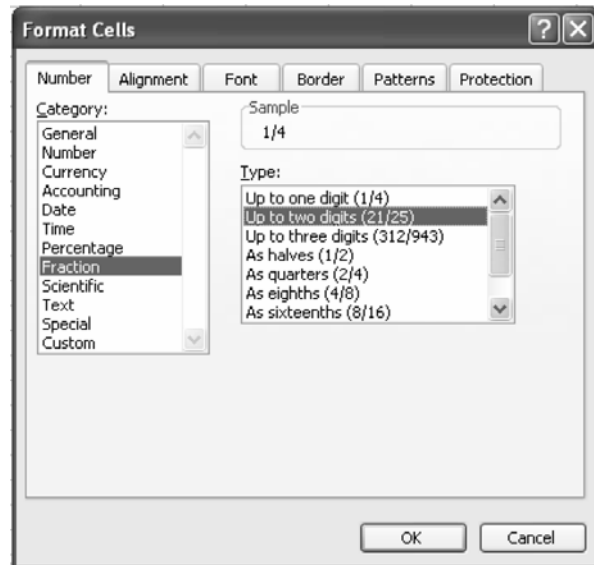 Format Cells
Number Alignment Font Border Patterns Protection
Category:
General
Number
Currency
Accounting
Date
Time
Percentage
Fraction
Scientific
Text
Special
Custom
Sample
1/4
Type:
Up to one digit (1/4)
Up to two digits (21/25)
Up to three digits (312/943)
As halves (1/2)
As quarters (2/4)
As eighths (4/8)
As sixteenths (8/16)
OK Cancel